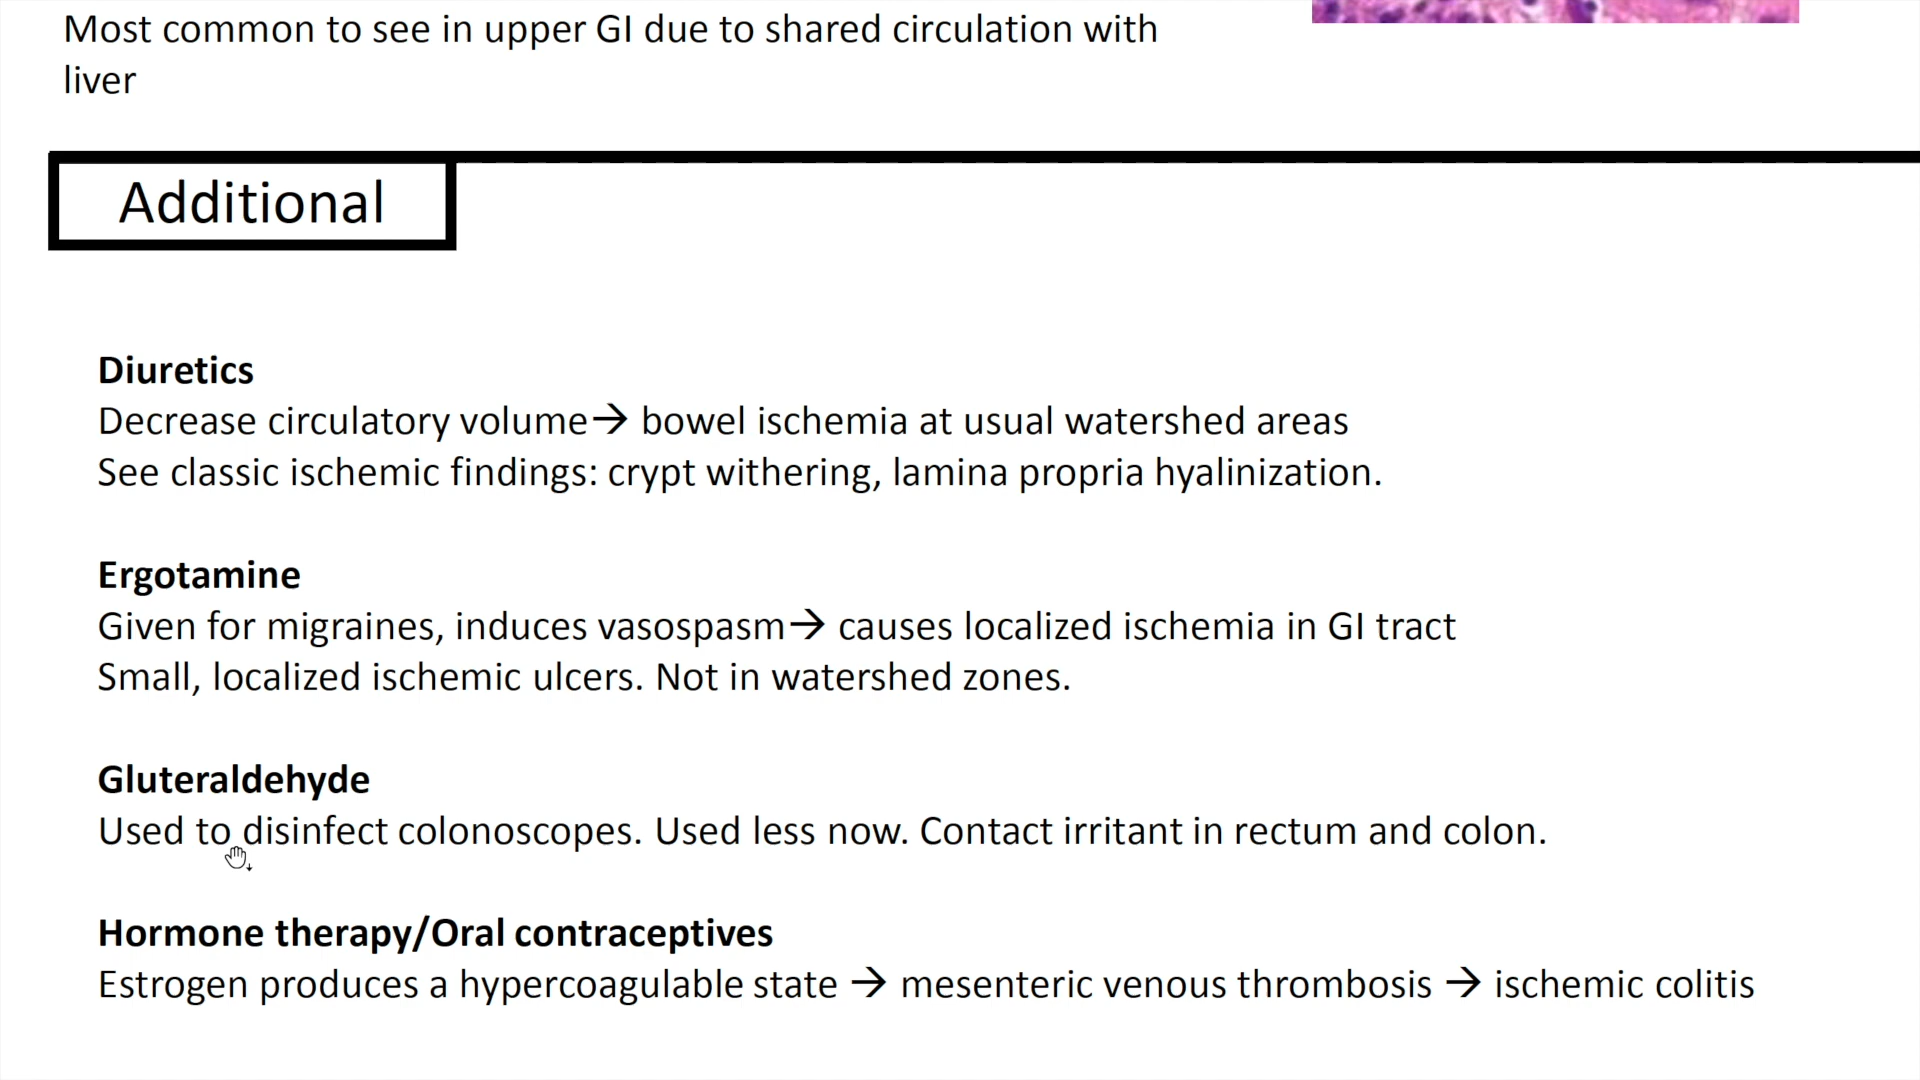 Most common to see in upper GI due to shared circulation with
liver
Additional
Diuretics
Decrease circulatory volume→ bowel ischemia at usual watershed areas
See classic ischemic findings: crypt withering, lamina propria hyalinization.
Ergotamine
Given for migraines, induces vasospasm→ causes localized ischemia in GI tract
Small, localized ischemic ulcers. Not in watershed zones.
Gluteraldehyde
Used to disinfect colonoscopes. Used less now. Contact irritant in rectum and colon.
Hormone therapy/Oral contraceptives
Estrogen produces a hypercoagulable state → mesenteric venous thrombosis → ischemic colitis